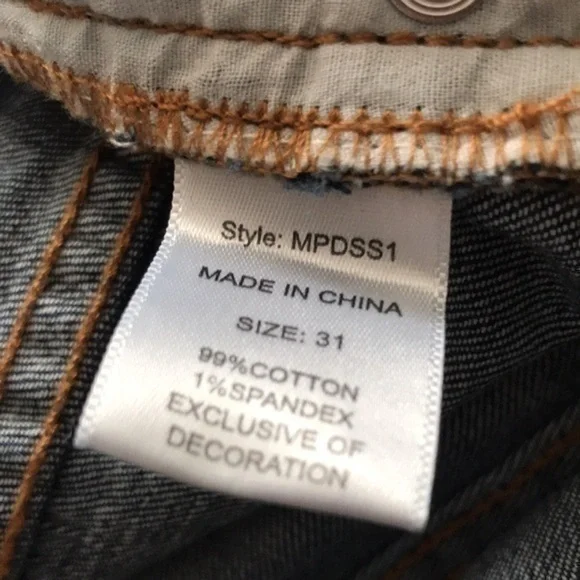 Style: MPDSS1
MADE IN CHINA
SIZE: 31
99%COTTON
1%SPANDEX
EXCLUSIVE OF
DECORATION